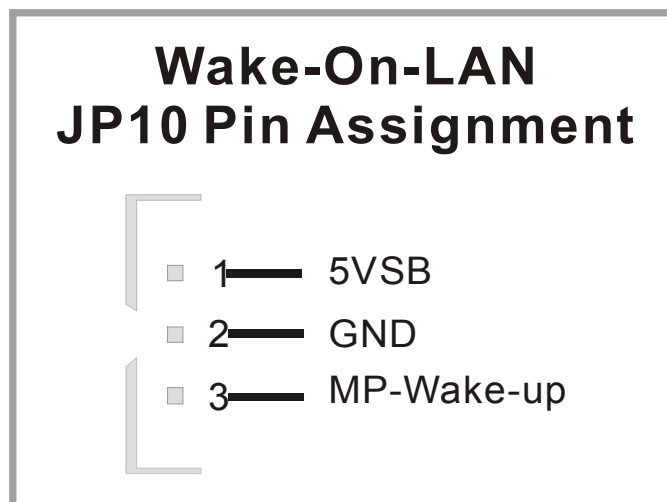 Wake-On-LAN
JP10 Pin Assignment
1 5VSB
2 GND
3 MP-Wake-up